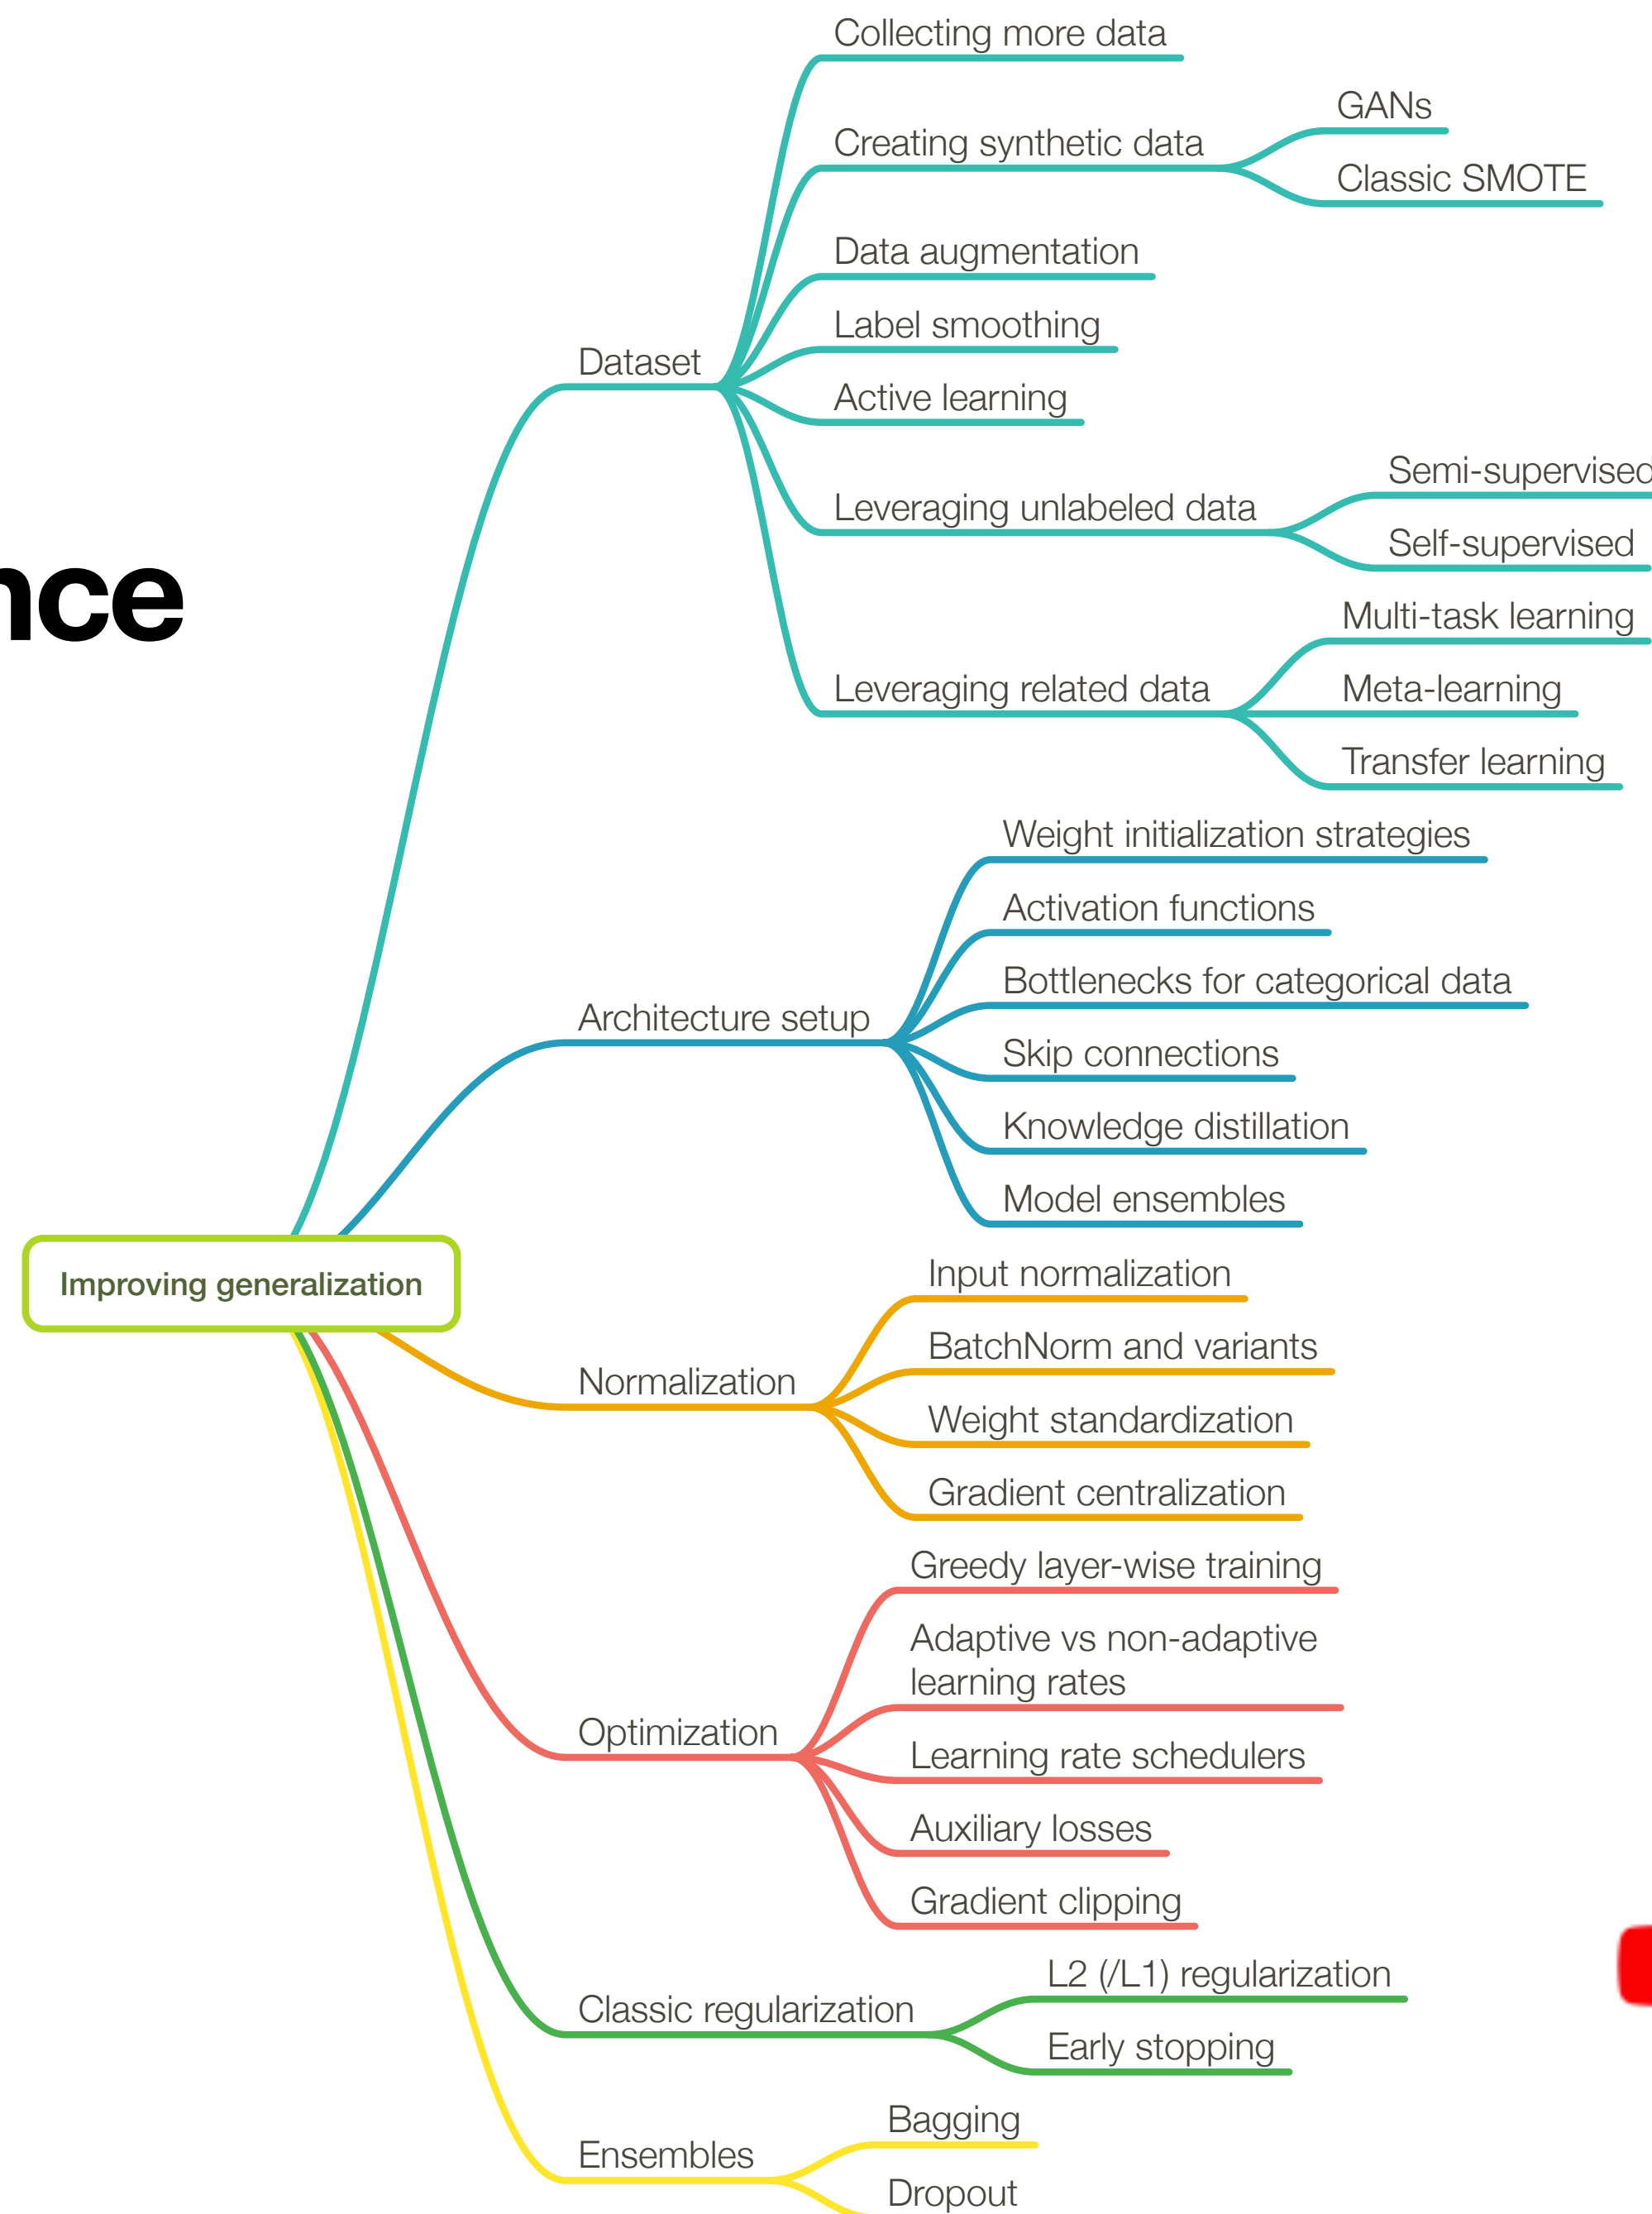 nce
Improving generalization
Dataset
Collecting more data
Creating synthetic data
GANs
Classic SMOTE
Data augmentation
Label smoothing
Active learning
Leveraging unlabeled data
Semi-supervised
Self-supervised
Leveraging related data
Multi-task learning
Meta-learning
Transfer learning
Architecture setup
Weight initialization strategies
Activation functions
Bottlenecks for categorical data
Skip connections
Knowledge distillation
Model ensembles
Normalization
Input normalization
BatchNorm and variants
Weight standardization
Gradient centralization
Optimization
Greedy layer-wise training
Adaptive vs non-adaptive
learning rates
Learning rate schedulers
Auxiliary losses
Gradient clipping
Classic regularization
L2 (/L1) regularization
Early stopping
Ensembles
Bagging
Dropout